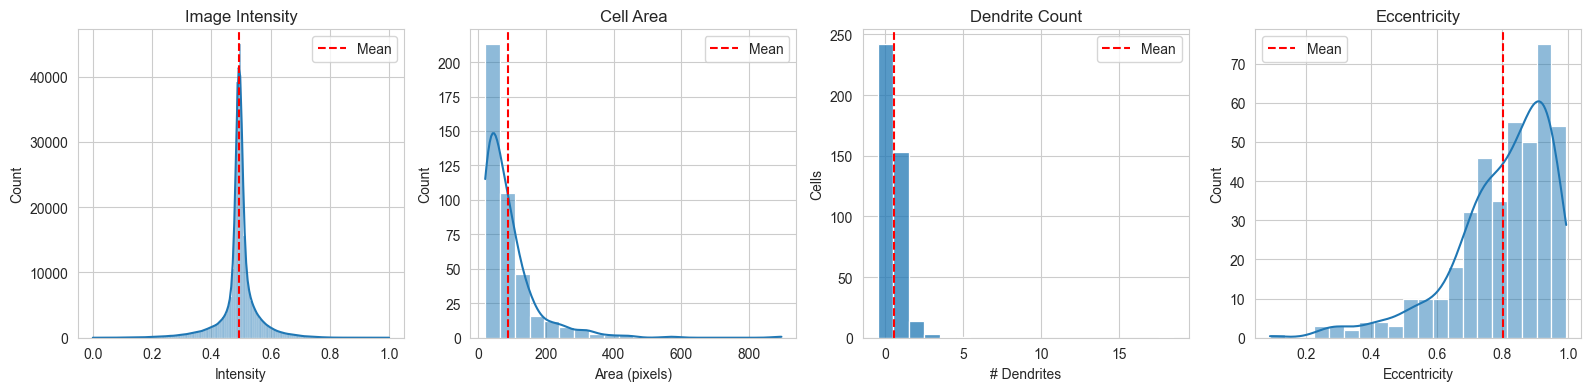 Image Intensity
Mean
40000
30000
20000
10000
0
Count
0.0 0.2 0.4 0.6 0.8 1.0
Intensity
Cell Area
Mean
200
175
150
125
100
75
50
25
0
Count
0 200 400 600 800
Area (pixels)
Dendrite Count
Mean
250
200
150
100
50
0
Cells
0 5 10 15
# Dendrites
Eccentricity
Mean
70
60
50
40
30
20
10
0
Count
0.2 0.4 0.6 0.8 1.0
Eccentricity